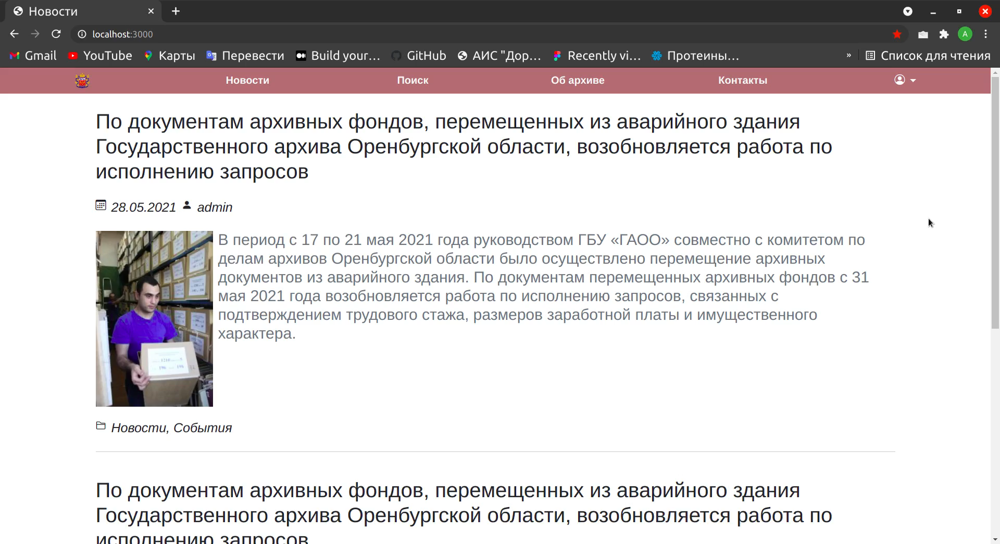 Новости
localhost:3000
Gmail YouTube Карты Перевести Build your... GitHub АИС "Дор... Recently vi... Протеины... » Список для чтения
Новости Поиск Об архиве Контакты
По документам архивных фондов, перемещенных из аварийного здания
Государственного архива Оренбургской области, возобновляется работа по
исполнению запросов
28.05.2021 admin
В период с 17 по 21 мая 2021 года руководством ГБУ «ГАОО» совместно с комитетом по
делам архивов Оренбургской области было осуществлено перемещение архивных
документов из аварийного здания. По документам перемещенных архивных фондов с 31
мая 2021 года возобновляется работа по исполнению запросов, связанных с
подтверждением трудового стажа, размеров заработной платы и имущественного
характера.
1210
196 198
Новости, События
По документам архивных фондов, перемещенных из аварийного здания
Государственного архива Оренбургской области, возобновляется работа по
исполнению запросов